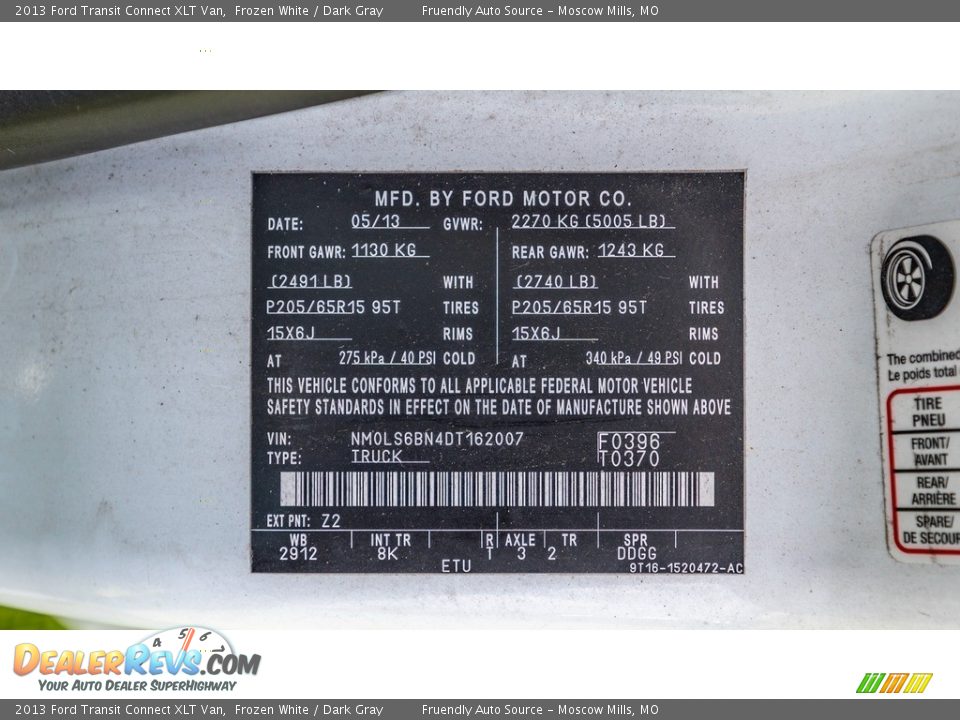 2013 Ford Transit Connect XLT Van, Frozen White / Dark Gray Fruendly Auto Source - Moscow Mills, MO
MFD. BY FORD MOTOR CO.
DATE: 05/13 GVWR: 2270 KG (5005 LB)
FRONT GAWR: 1130 KG REAR GAWR: 1243 KG
(2491 LB) WITH (2740 LB) WITH
P205/65R15 95T TIRES P205/65R15 95T TIRES
15X6J RIMS 15X6J RIMS
AT 275 kPa / 40 PSI COLD AT 340 kPa / 49 PSI COLD
THIS VEHICLE CONFORMS TO ALL APPLICABLE FEDERAL MOTOR VEHICLE
SAFETY STANDARDS IN EFFECT ON THE DATE OF MANUFACTURE SHOWN ABOVE
VIN: NM0LS6BN4DT162007 F0396
TYPE: TRUCK T0370
EXT PNT: Z2
WB INT TR R AXLE TR SPR
2912 8K T 3 2 DDGG
ETU 9T16-1520472-AC
The combined
Le poids total
TIRE
PNEU
FRONT/
AVANT
REAR/
ARRIÈRE
SPARE/
DE SECOUR
4 5 6 7
DEALERREVS.COM
YOUR AUTO DEALER SUPERHIGHWAY
2013 Ford Transit Connect XLT Van, Frozen White / Dark Gray Fruendly Auto Source - Moscow Mills, MO